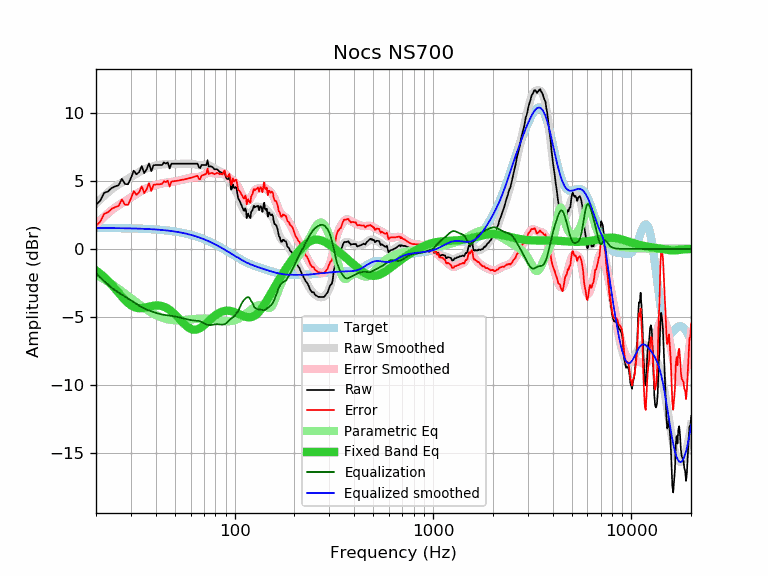 Nocs NS700
Amplitude (dBr)
10
5
0
−5
−10
−15
Target
Raw Smoothed
Error Smoothed
Raw
Error
Parametric Eq
Fixed Band Eq
Equalization
Equalized smoothed
100
1000
10000
Frequency (Hz)